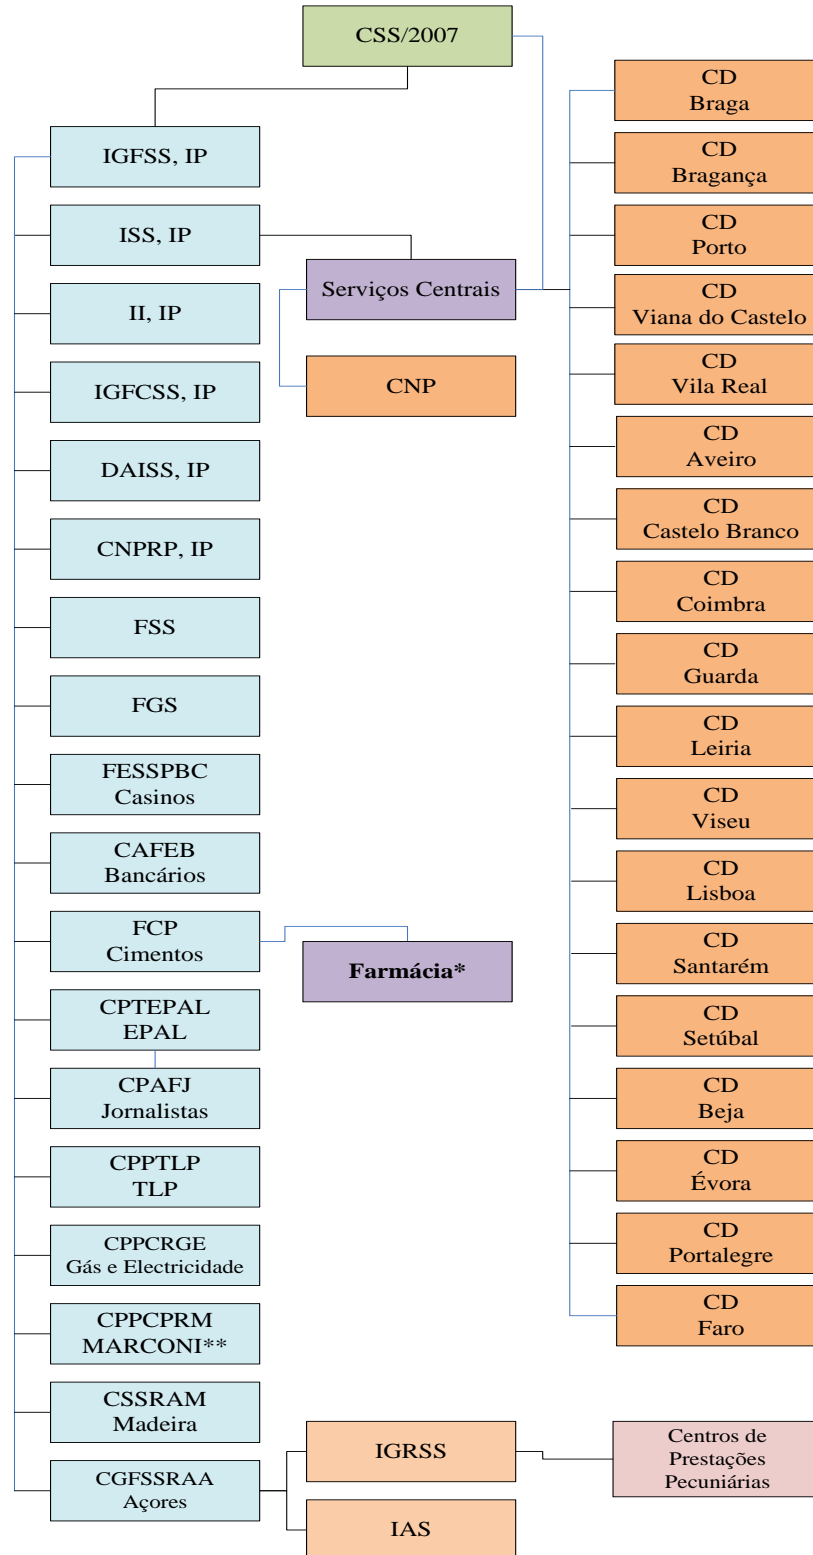 CSS/2007
IGFSS, IP
ISS, IP
II, IP
IGFCSS, IP
DAISS, IP
CNPRP, IP
FSS
FGS
FESSPBC
Casinos
CAFEB
Bancários
FCP
Cimentos
CPTEPAL
EPAL
CPAFJ
Jornalistas
CPPTLP
TLP
CPPCRGE
Gás e Electricidade
CPPCPRM
MARCONI**
CSSRAM
Madeira
CGFSSRAA
Açores
Serviços Centrais
CNP
Farmácia*
IGRSS
IAS
CD
Braga
CD
Bragança
CD
Porto
CD
Viana do Castelo
CD
Vila Real
CD
Aveiro
CD
Castelo Branco
CD
Coimbra
CD
Guarda
CD
Leiria
CD
Viseu
CD
Lisboa
CD
Santarém
CD
Setúbal
CD
Beja
CD
Évora
CD
Portalegre
CD
Faro
Centros de
Prestações
Pecuniárias